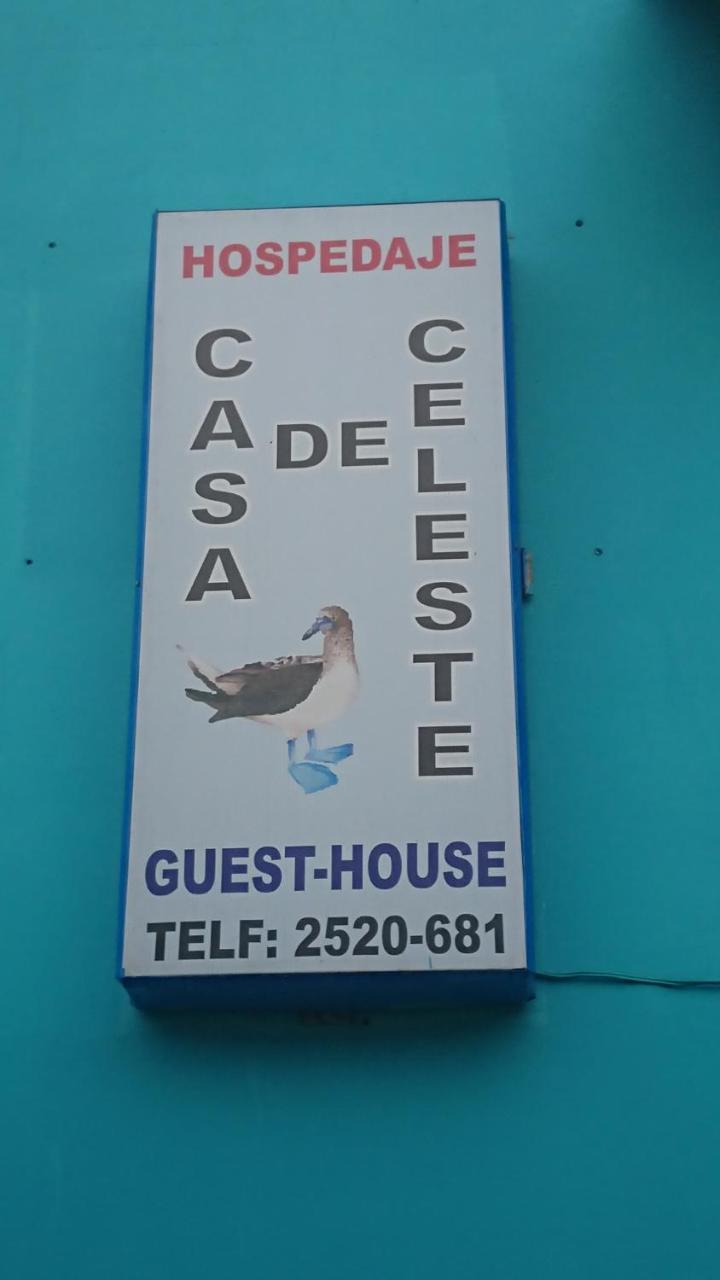 HOSPEDAJE
CASA
DE
CELESTE
GUEST-HOUSE
TELF: 2520-681